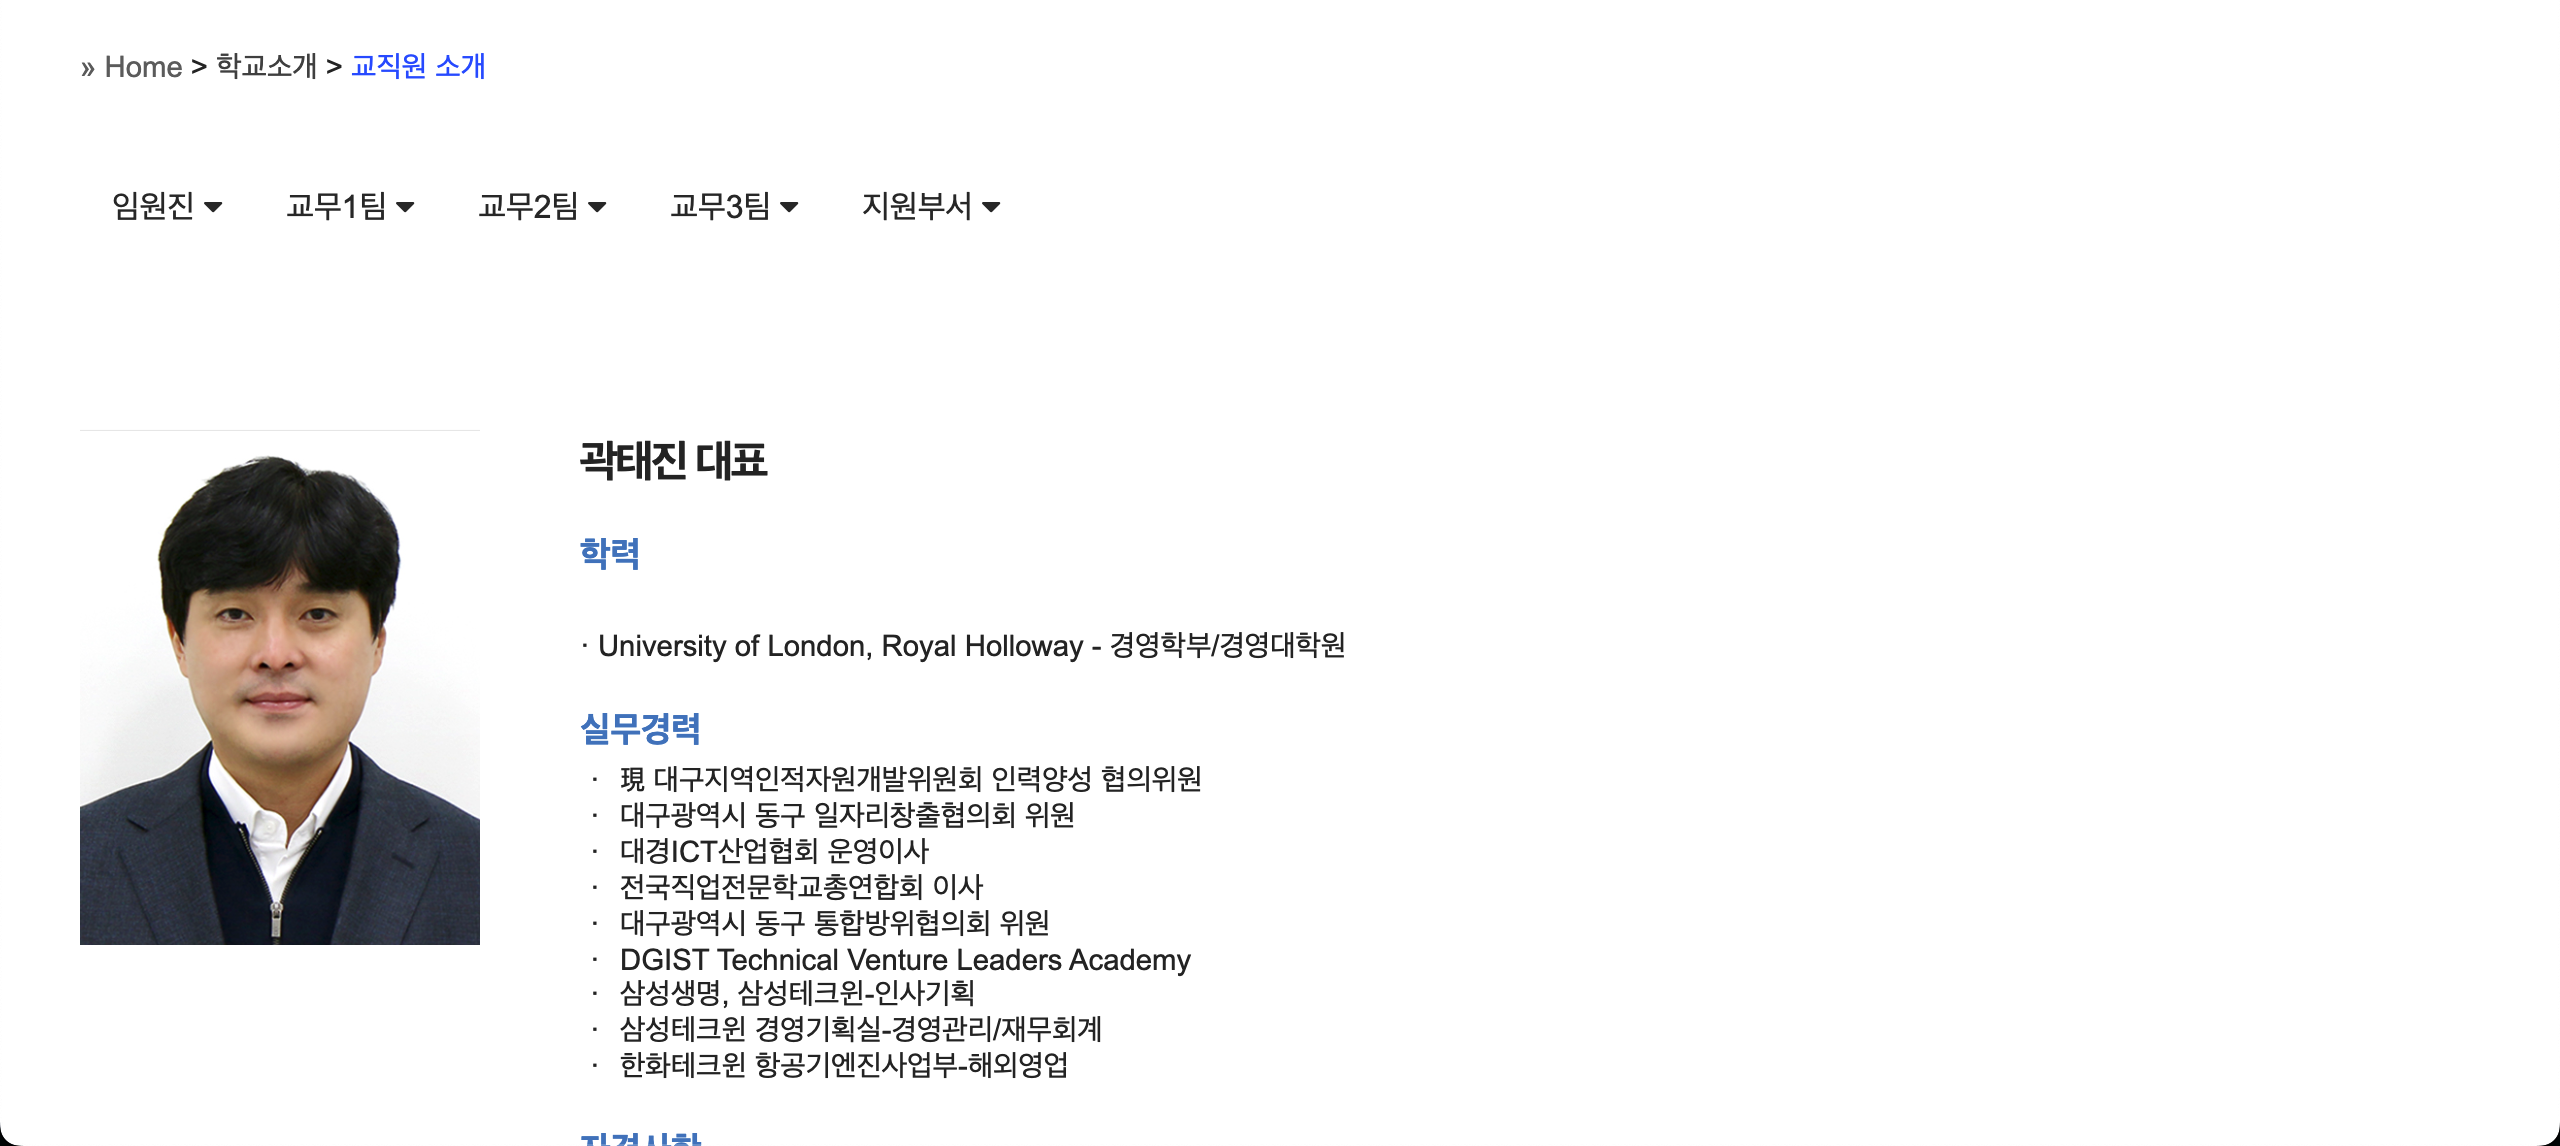 » Home > 학교소개 > 교직원 소개
임원진 교무1팀 교무2팀 교무3팀 지원부서
곽태진 대표
학력
· University of London, Royal Holloway - 경영학부/경영대학원
실무경력
· 現 대구지역인적자원개발위원회 인력양성 협의위원
· 대구광역시 동구 일자리창출협의회 위원
· 대경ICT산업협회 운영이사
· 전국직업전문학교총연합회 이사
· 대구광역시 동구 통합방위협의회 위원
· DGIST Technical Venture Leaders Academy
· 삼성생명, 삼성테크윈-인사기획
· 삼성테크윈 경영기획실-경영관리/재무회계
· 한화테크윈 항공기엔진사업부-해외영업